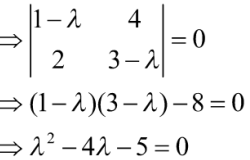 ⇒ |1−λ 4|
|2 3−λ| = 0
⇒ (1−λ)(3−λ)−8=0
⇒ λ² −4λ −5 = 0